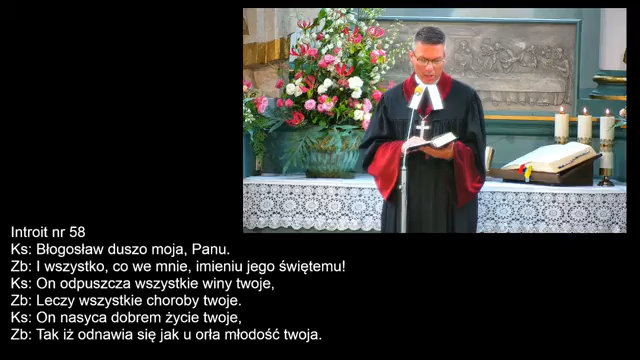 Introit nr 58
Ks: Błogosław duszo moja, Panu.
Zb: I wszystko, co we mnie, imieniu jego świętemu!
Ks: On odpuszcza wszystkie winy twoje,
Zb: Leczy wszystkie choroby twoje.
Ks: On nasyca dobrem życie twoje,
Zb: Tak iż odnawia się jak u orła młodość twoja.